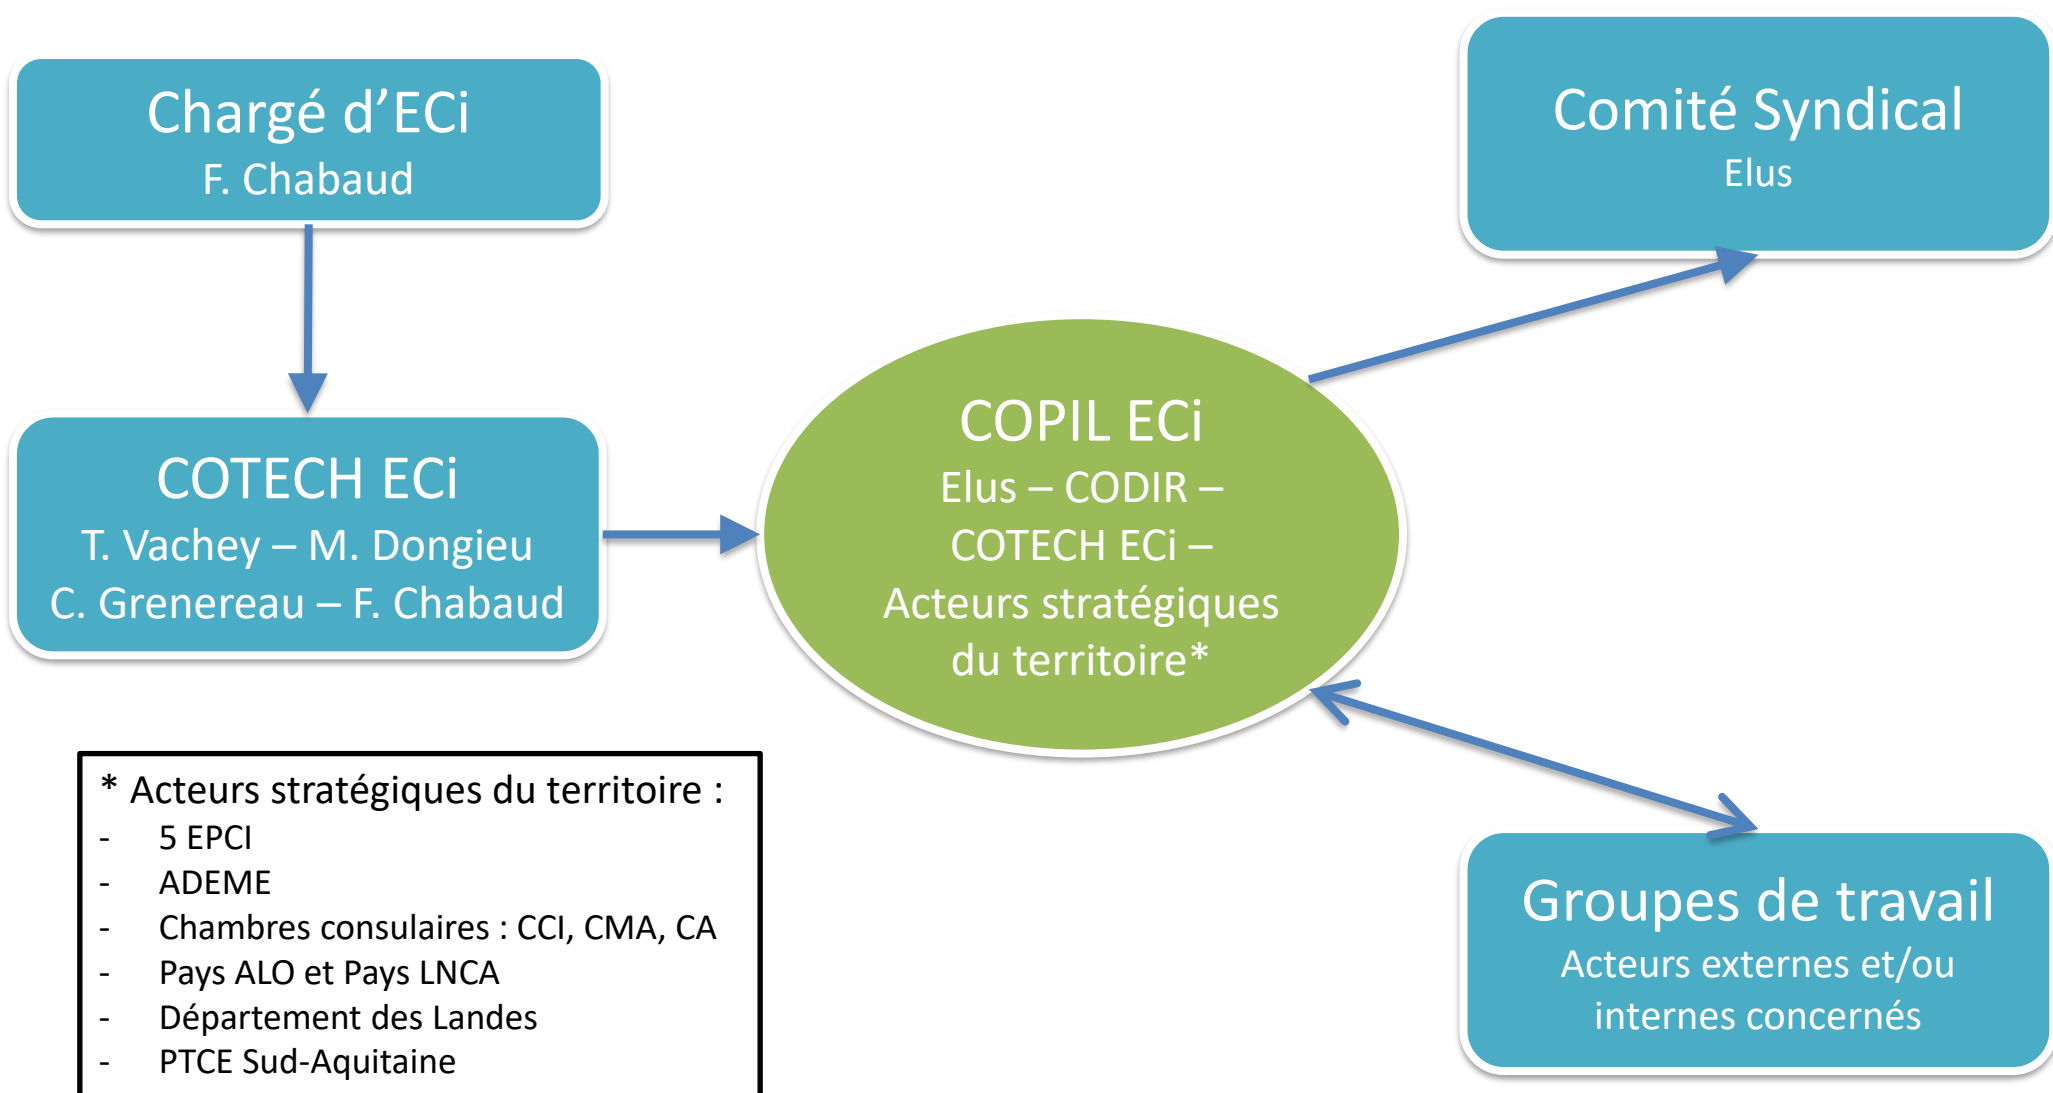 Chargé d’ECi
F. Chabaud
Comité Syndical
Elus
COTECH ECi
T. Vachey – M. Dongieu
C. Grenereau – F. Chabaud
COPIL ECi
Elus – CODIR –
COTECH ECi –
Acteurs stratégiques
du territoire*
* Acteurs stratégiques du territoire :
- 5 EPCI
- ADEME
- Chambres consulaires : CCI, CMA, CA
- Pays ALO et Pays LNCA
- Département des Landes
- PTCE Sud-Aquitaine
Groupes de travail
Acteurs externes et/ou
internes concernés